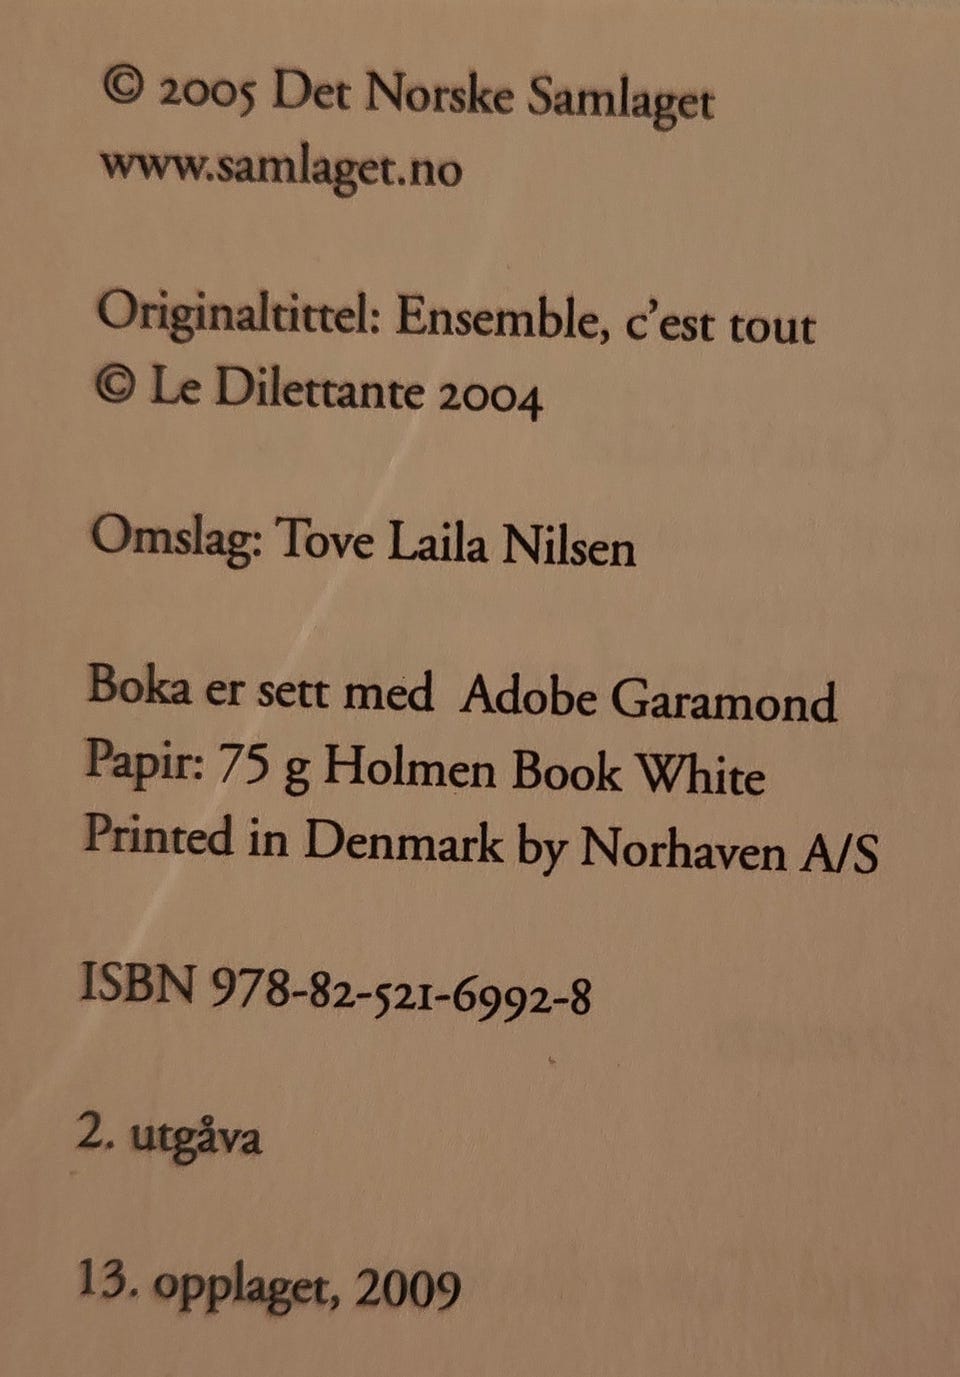 © 2005 Det Norske Samlaget
www.samlaget.no
Originaltittel: Ensemble, c’est tout
© Le Dilettante 2004
Omslag: Tove Laila Nilsen
Boka er sett med Adobe Garamond
Papir: 75 g Holmen Book White
Printed in Denmark by Norhaven A/S
ISBN 978-82-521-6992-8
2. utgåva
13. opplaget, 2009